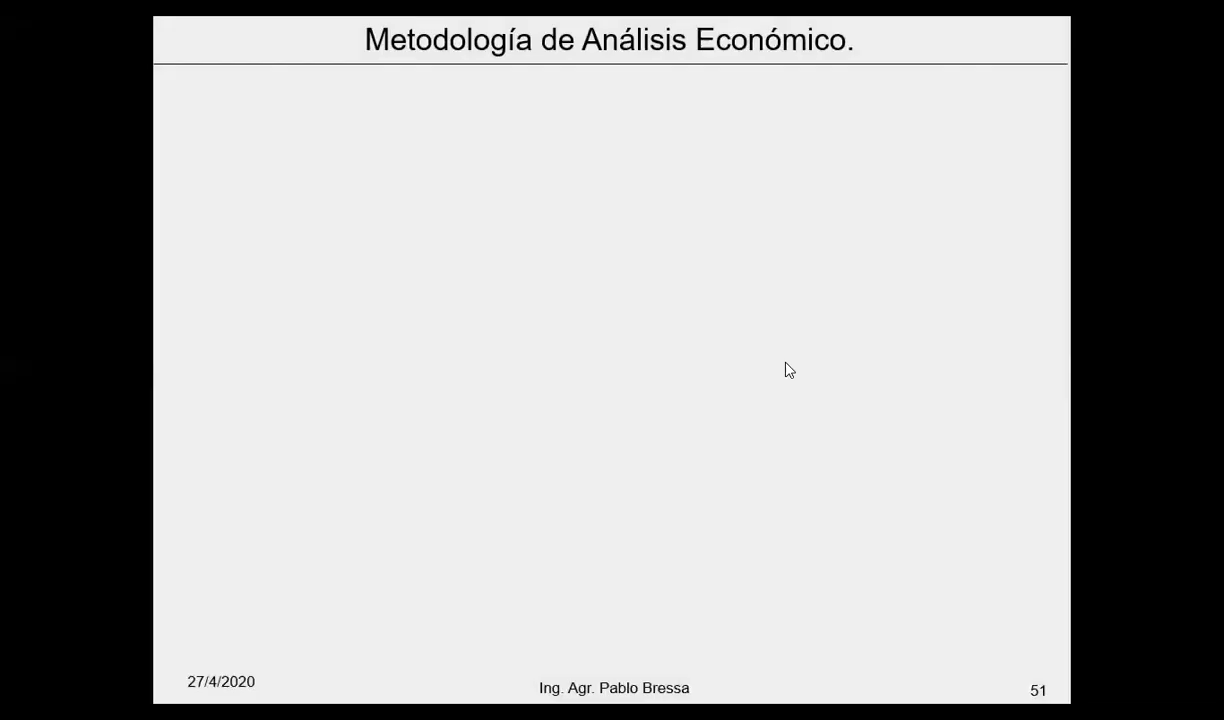 Metodología de Análisis Económico.
27/4/2020
Ing. Agr. Pablo Bressa
51